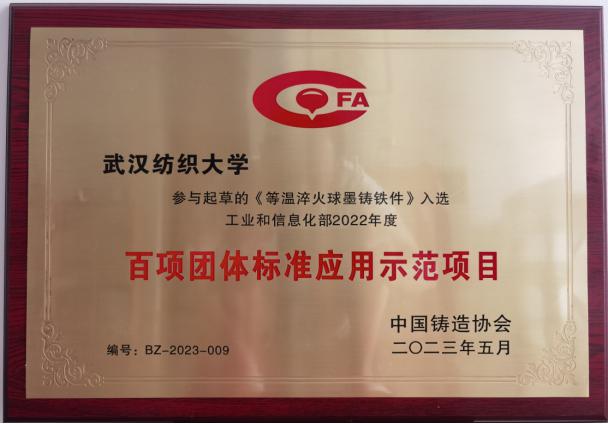 FA
武汉纺织大学
参与起草的《等温淬火球墨铸铁件》入选
工业和信息化部2022年度
百项团体标准应用示范项目
中国铸造协会
编号：BZ-2023-009
二〇二三年五月